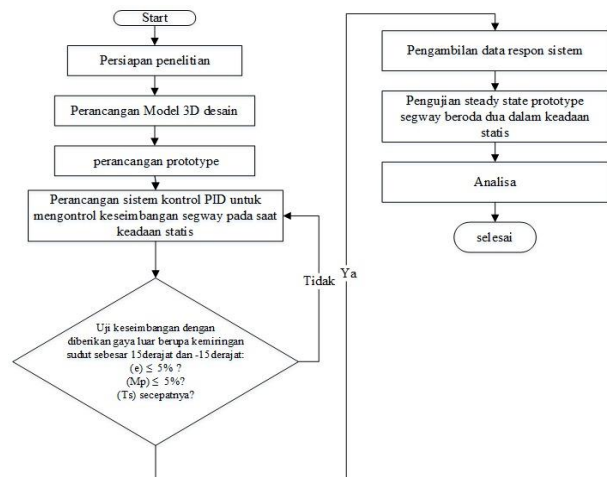 Start
Persiapan penelitian
Perancangan Model 3D desain
perancangan prototype
Perancangan sistem kontrol PID untuk
mengontrol keseimbangan segway pada saat
keadaan statis
Uji keseimbangan dengan
diberikan gaya luar berupa kemiringan
sudut sebesar 15derajat dan -15derajat:
(e) ≤ 5% ?
(Mp) ≤ 5%?
(Ts) secepatnya?
Tidak
Ya
Pengambilan data respon sistem
Pengujian steady state prototype
segway beroda dua dalam keadaan
statis
Analisa
selesai